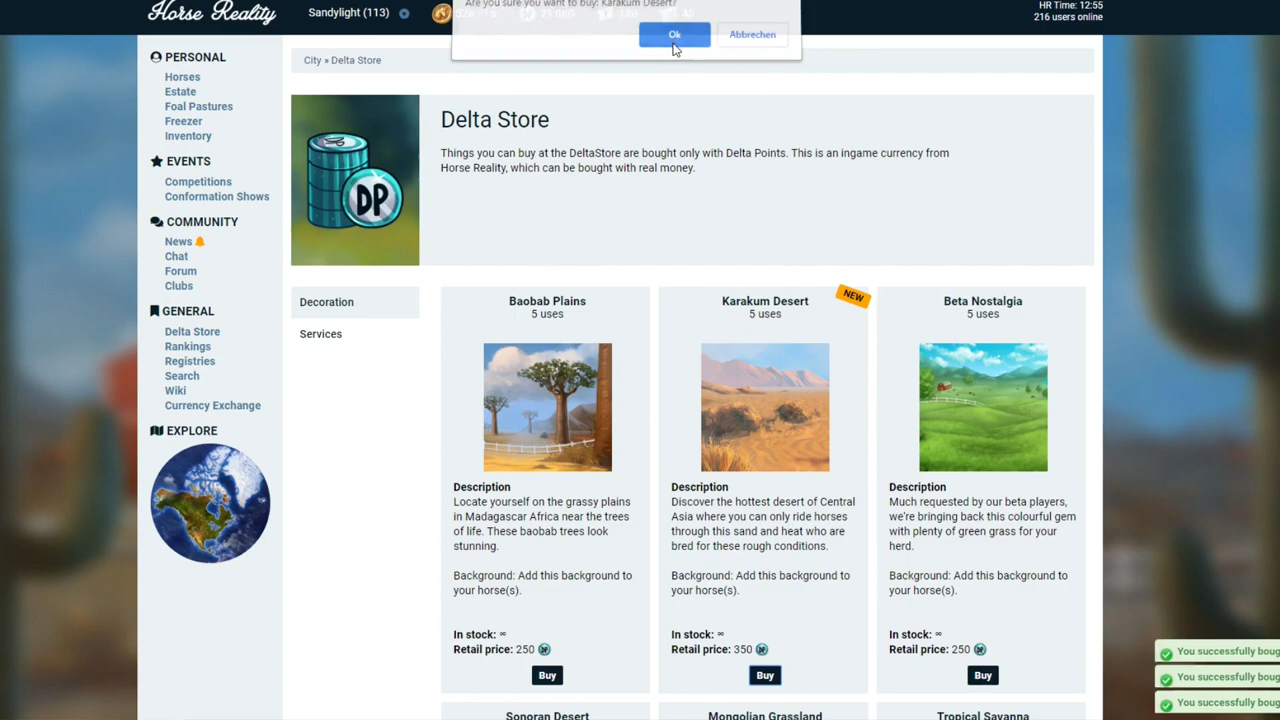 Horse Reality
Sandylight (113)
HR Time: 12:55
216 users online
Are you sure you want to buy: Karakum Desert?
Ok
Abbrechen
PERSONAL
Horses
Estate
Foal Pastures
Freezer
Inventory
EVENTS
Competitions
Conformation Shows
COMMUNITY
News
Chat
Forum
Clubs
GENERAL
Delta Store
Rankings
Registries
Search
Wiki
Currency Exchange
EXPLORE
City » Delta Store
DP
Delta Store
Things you can buy at the DeltaStore are bought only with Delta Points. This is an ingame currency from
Horse Reality, which can be bought with real money.
Decoration
Services
Baobab Plains
5 uses
Description
Locate yourself on the grassy plains
in Madagascar Africa near the trees
of life. These baobab trees look
stunning.
Background: Add this background to
your horse(s).
In stock: ∞
Retail price: 250
Buy
NEW
Karakum Desert
5 uses
Description
Discover the hottest desert of Central
Asia where you can only ride horses
through this sand and heat who are
bred for these rough conditions.
Background: Add this background to
your horse(s).
In stock: ∞
Retail price: 350
Buy
Beta Nostalgia
5 uses
Description
Much requested by our beta players,
we're bringing back this colourful gem
with plenty of green grass for your
herd.
Background: Add this background to
your horse(s).
In stock: ∞
Retail price: 250
Buy
Sonoran Desert
Mongolian Grassland
Tropical Savanna
You successfully boug
You successfully boug
You successfully boug